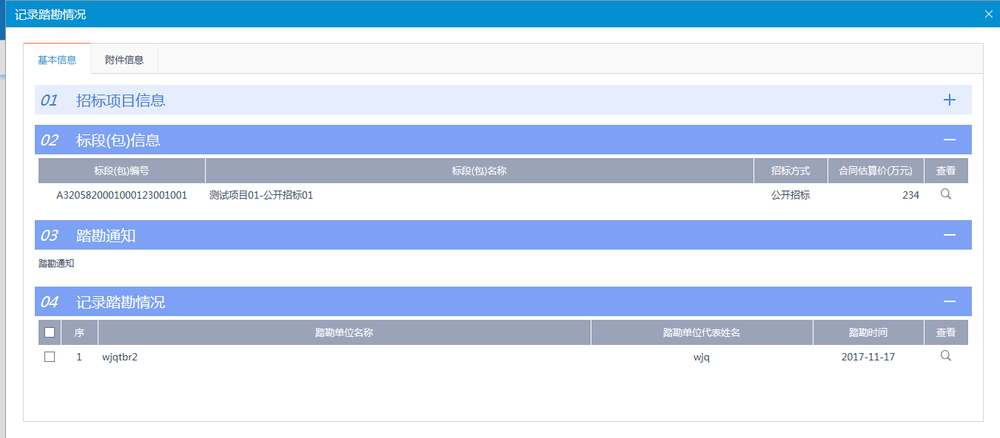 记录踏勘情况
基本信息 附件信息
01 招标项目信息
02 标段(包)信息
标段(包)编号 标段(包)名称 招标方式 合同估算价(万元) 查看
A3205820001000123001001 测试项目01-公开招标01 公开招标 234
03 踏勘通知
踏勘通知
04 记录踏勘情况
序 踏勘单位名称 踏勘单位代表姓名 踏勘时间 查看
1 wjqtbr2 wjq 2017-11-17